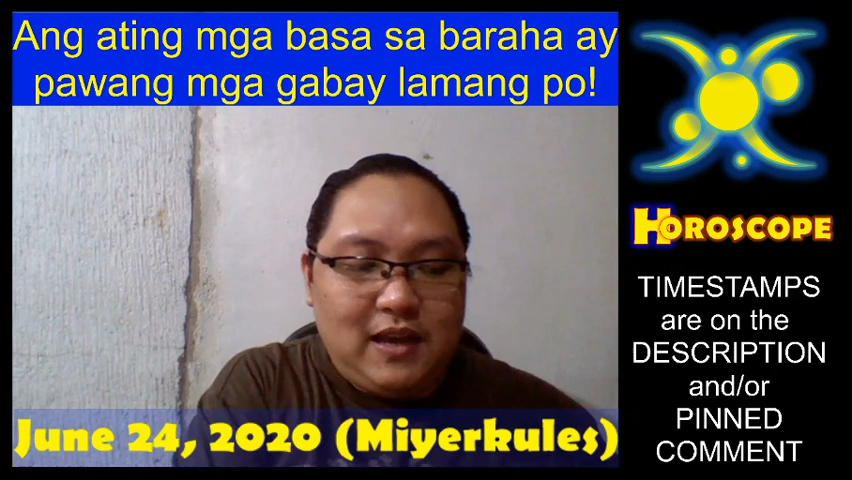 Ang ating mga basa sa baraha ay
pawang mga gabay lamang po!
HOROSCOPE
TIMESTAMPS
are on the
DESCRIPTION
and/or
PINNED
COMMENT
June 24, 2020 (Miyerkules)